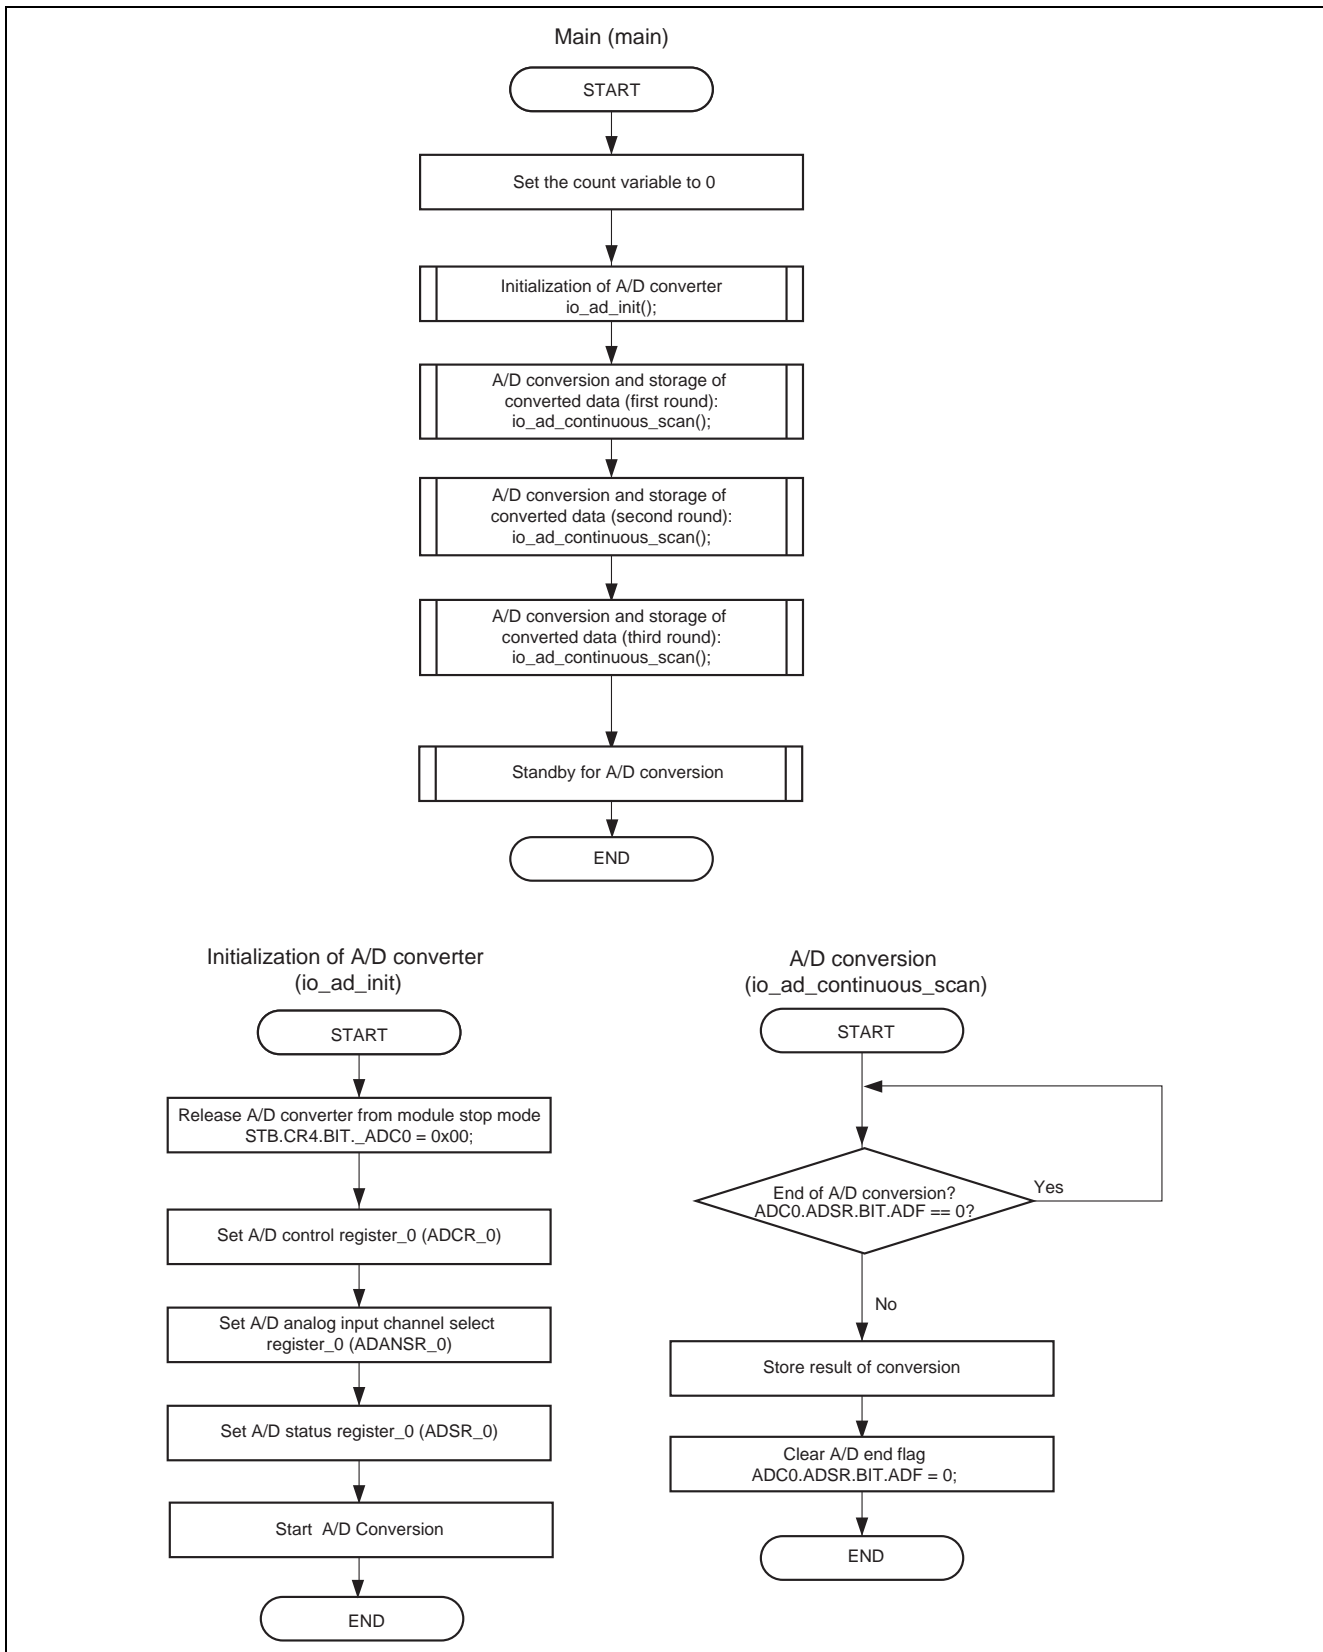 Main (main)
START
Set the count variable to 0
Initialization of A/D converter
io_ad_init();
A/D conversion and storage of
converted data (first round):
io_ad_continuous_scan();
A/D conversion and storage of
converted data (second round):
io_ad_continuous_scan();
A/D conversion and storage of
converted data (third round):
io_ad_continuous_scan();
Standby for A/D conversion
END
Initialization of A/D converter
(io_ad_init)
START
Release A/D converter from module stop mode
STB.CR4.BIT._ADC0 = 0x00;
Set A/D control register_0 (ADCR_0)
Set A/D analog input channel select
register_0 (ADANSR_0)
Set A/D status register_0 (ADSR_0)
Start A/D Conversion
END
A/D conversion
(io_ad_continuous_scan)
START
End of A/D conversion?
ADC0.ADSR.BIT.ADF == 0?
Yes
No
Store result of conversion
Clear A/D end flag
ADC0.ADSR.BIT.ADF = 0;
END